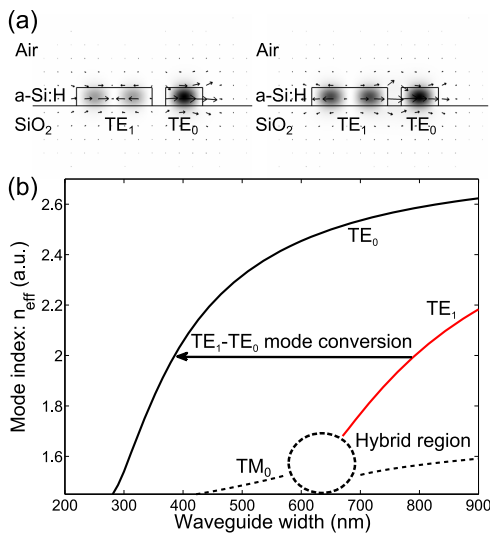 (a)
Air
Air
a-Si:H
a-Si:H
SiO₂
TE₁
TE₀
SiO₂
TE₁
TE₀
(b)
2.6
2.4
2.2
2
1.8
1.6
Mode index: n_eff (a.u.)
TE₀
TE₁
TE₁-TE₀ mode conversion
Hybrid region
TM₀
200 300 400 500 600 700 800 900
Waveguide width (nm)